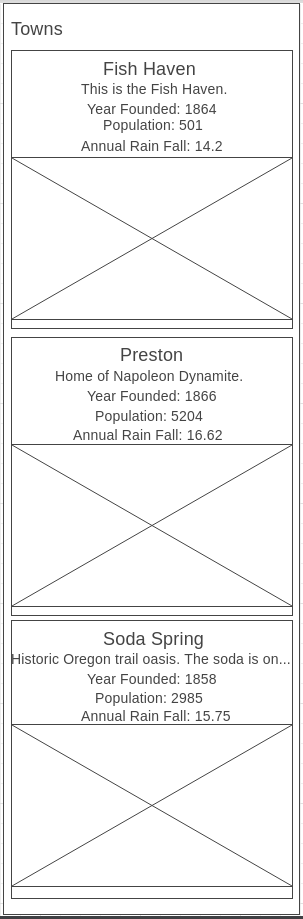 Towns
Fish Haven
This is the Fish Haven.
Year Founded: 1864
Population: 501
Annual Rain Fall: 14.2
Preston
Home of Napoleon Dynamite.
Year Founded: 1866
Population: 5204
Annual Rain Fall: 16.62
Soda Spring
Historic Oregon trail oasis. The soda is on...
Year Founded: 1858
Population: 2985
Annual Rain Fall: 15.75